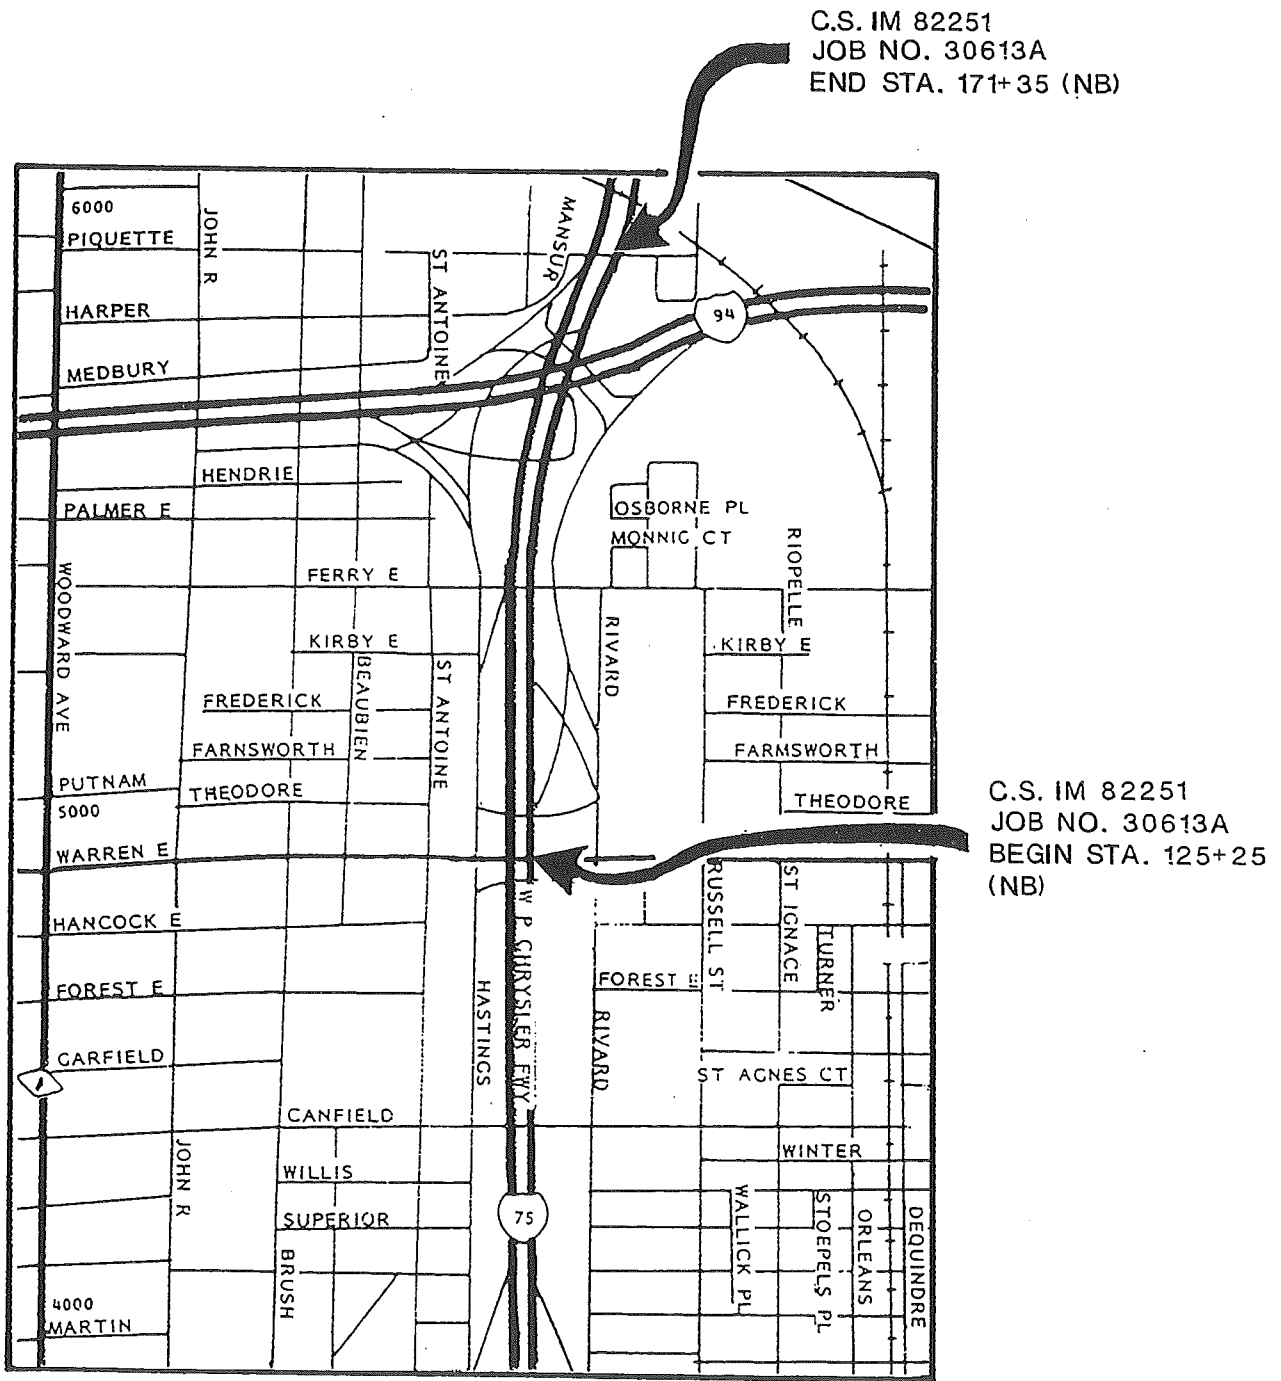 C.S. IM 82251
JOB NO. 30613A
END STA. 171+35 (NB)
6000
PIQUETTE
JOHN R
ST ANTOINE
MANSUR
HARPER
94
MEDBURY
HENDRIE
PALMER E
OSBORNE PL
MONNIG CT
RIOPELLE
WOODWARD AVE
FERRY E
KIRBY E
RIVARD
KIRBY E
BEAUBIEN
ST ANTOINE
FREDERICK
FREDERICK
FARNSWORTH
FARMSWORTH
PUTNAM
5000
THEODORE
THEODORE
C.S. IM 82251
JOB NO. 30613A
BEGIN STA. 125+25
(NB)
WARREN E
HANCOCK E
W P CHRYSLER FWY
RUSSELL ST
ST IGNACE
TURNER
FOREST E
HASTINGS
FOREST E
RIVARD
GARFIELD
1
ST AGNES CT
CANFIELD
JOHN R
WINTER
WILLIS
SUPERIOR
75
BRUSH
WALLICK PL
STOEPELS PL
ORLEANS
DEQUINDRE
4000
MARTIN